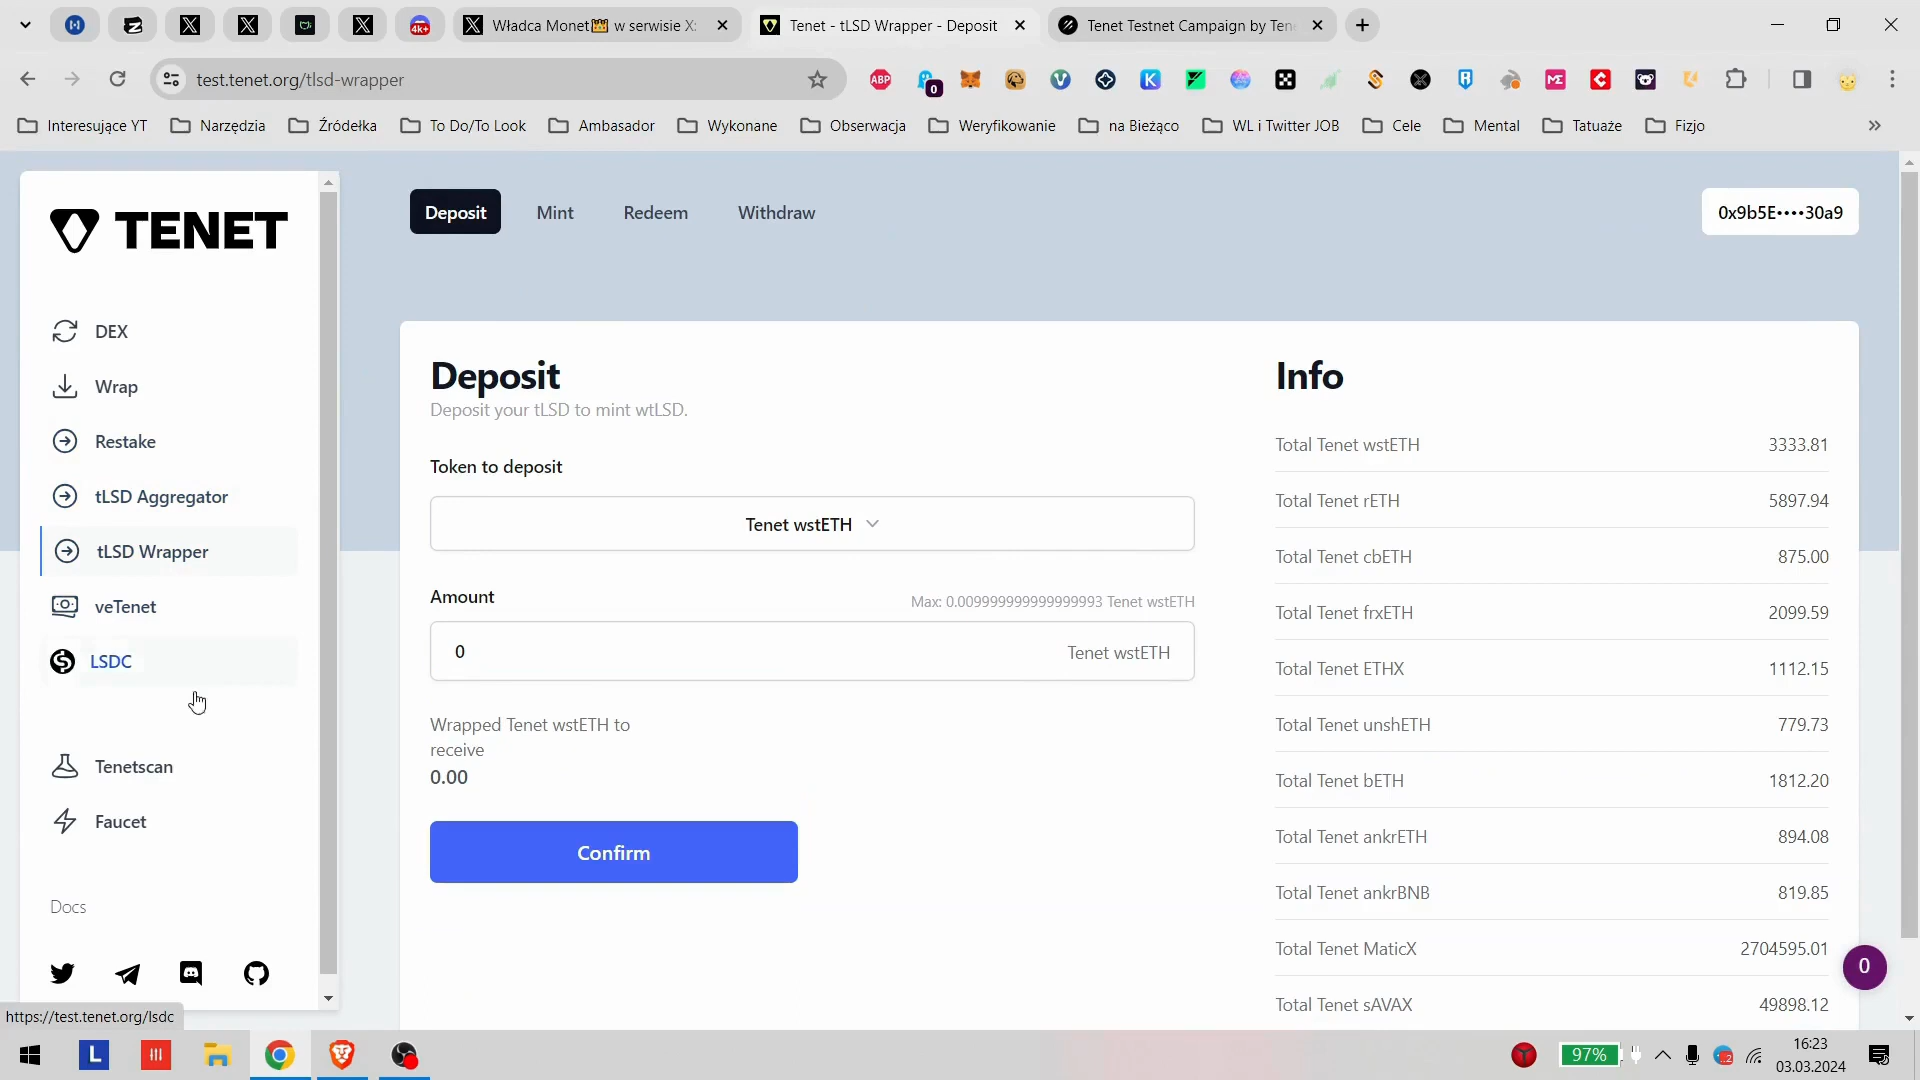 4k+
Władca Monet👑 w serwisie X:
Tenet - tLSD Wrapper - Deposit
Tenet Testnet Campaign by Ten
test.tenet.org/tlsd-wrapper
ABP
0
Interesujące YT
Narzędzia
Źródełka
To Do/To Look
Ambasador
Wykonane
Obserwacja
Weryfikowanie
na Bieżąco
WL i Twitter JOB
Cele
Mental
Tatuaże
Fizjo
TENET
Deposit
Mint
Redeem
Withdraw
0x9b5E••••30a9
DEX
Wrap
Restake
tLSD Aggregator
tLSD Wrapper
veTenet
LSDC
Tenetscan
Faucet
Docs
Deposit
Deposit your tLSD to mint wtLSD.
Token to deposit
Tenet wstETH
Amount
Max: 0.009999999999999993 Tenet wstETH
0
Tenet wstETH
Wrapped Tenet wstETH to
receive
0.00
Confirm
Info
Total Tenet wstETH 3333.81
Total Tenet rETH 5897.94
Total Tenet cbETH 875.00
Total Tenet frxETH 2099.59
Total Tenet ETHX 1112.15
Total Tenet unshETH 779.73
Total Tenet bETH 1812.20
Total Tenet ankrETH 894.08
Total Tenet ankrBNB 819.85
Total Tenet MaticX 2704595.01
Total Tenet sAVAX 49898.12
0
https://test.tenet.org/lsdc
L
97%
16:23
03.03.2024